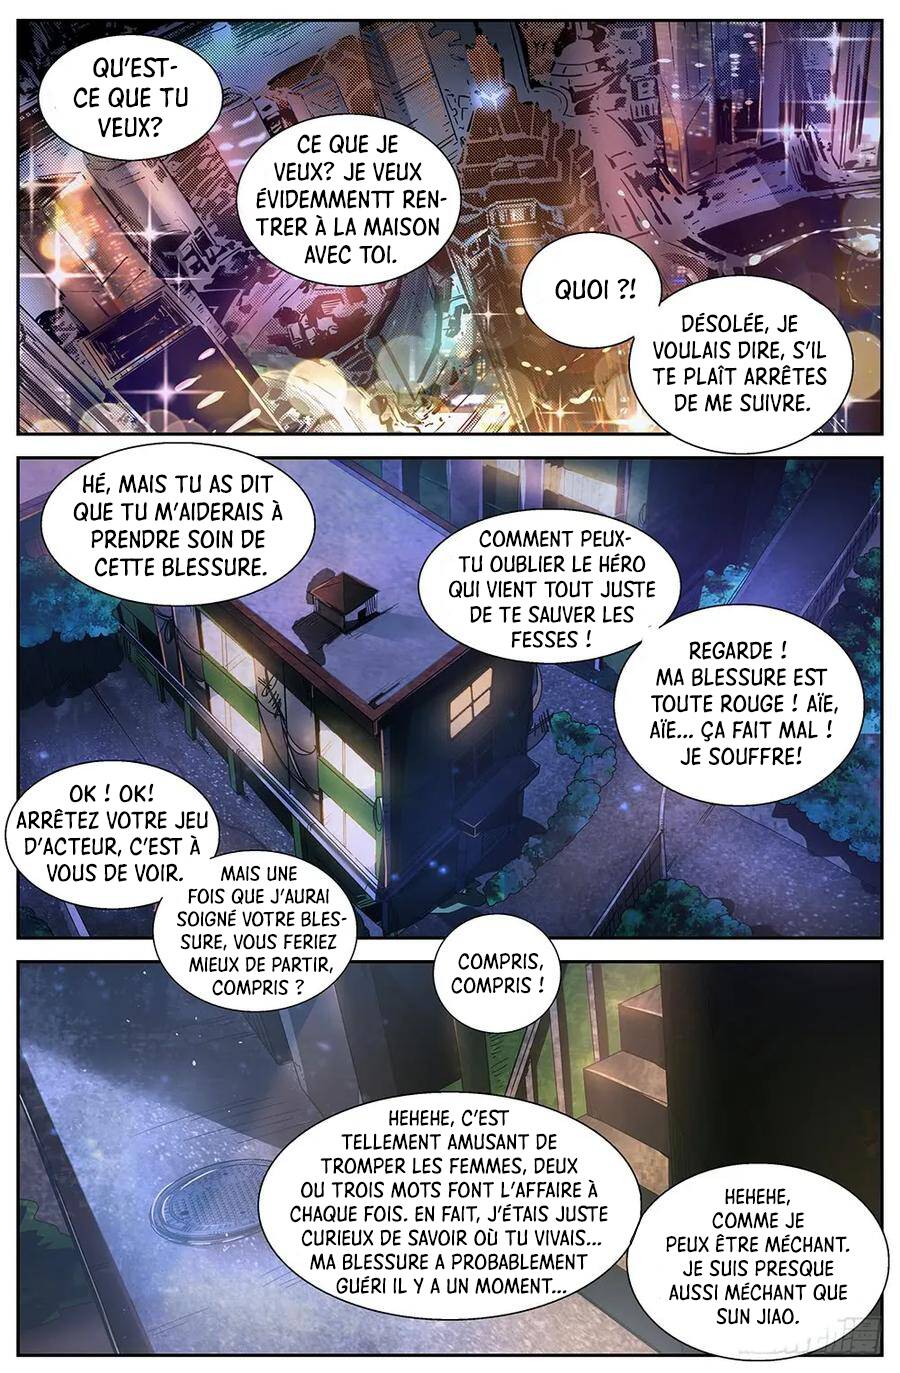 QU'EST-
CE QUE TU
VEUX?
CE QUE JE
VEUX? JE VEUX
ÉVIDEMMENTT REN-
TRER À LA MAISON
AVEC TOI.
QUOI ?!
DÉSOLÉE, JE
VOULAIS DIRE, S'IL
TE PLAÎT ARRÊTES
DE ME SUIVRE.
HÉ, MAIS TU AS DIT
QUE TU M'AIDERAIS À
PRENDRE SOIN DE
CETTE BLESSURE.
COMMENT PEUX-
TU OUBLIER LE HÉRO
QUI VIENT TOUT JUSTE
DE TE SAUVER LES
FESSES !
REGARDE !
MA BLESSURE EST
TOUTE ROUGE ! AÏE,
AÏE... ÇA FAIT MAL !
JE SOUFFRE!
OK ! OK!
ARRÊTEZ VOTRE JEU
D'ACTEUR, C'EST À
VOUS DE VOIR.
MAIS UNE
FOIS QUE J'AURAI
SOIGNÉ VOTRE BLES-
SURE, VOUS FERIEZ
MIEUX DE PARTIR,
COMPRIS ?
COMPRIS,
COMPRIS !
HEHEHE, C'EST
TELLEMENT AMUSANT DE
TROMPER LES FEMMES, DEUX
OU TROIS MOTS FONT L'AFFAIRE À
CHAQUE FOIS. EN FAIT, J'ÉTAIS JUSTE
CURIEUX DE SAVOIR OÙ TU VIVAIS...
MA BLESSURE A PROBABLEMENT
GUÉRI IL Y A UN MOMENT...
HEHEHE,
COMME JE
PEUX ÊTRE MÉCHANT.
JE SUIS PRESQUE
AUSSI MÉCHANT QUE
SUN JIAO.